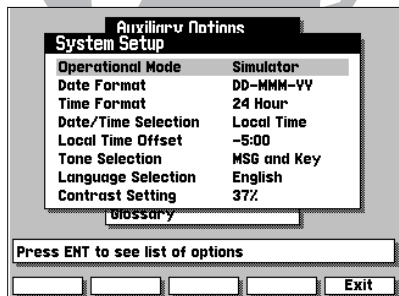 Auxiliary Options
System Setup
Operational Mode Simulator
Date Format DD-MMM-YY
Time Format 24 Hour
Date/Time Selection Local Time
Local Time Offset -5:00
Tone Selection MSG and Key
Language Selection English
Contrast Setting 37%
Glossary
Press ENT to see list of options
Exit